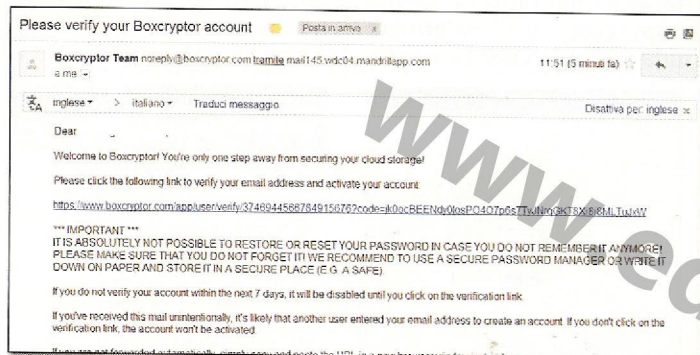 Please verify your Boxcryptor account Posta in arrivo x
Boxcryptor Team noreply@boxcryptor.com tramite mail145.wdc04.mandrillapp.com 11:51 (5 minuti fa)
a me
inglese > italiano Traduci messaggio Disattiva per: inglese x
Dear
Welcome to Boxcryptor! You're only one step away from securing your cloud storage!
Please click the following link to verify your email address and activate your account
*** IMPORTANT ***
IT IS ABSOLUTELY NOT POSSIBLE TO RESTORE OR RESET YOUR PASSWORD IN CASE YOU DO NOT REMEMBER IT ANYMORE!
PLEASE MAKE SURE THAT YOU DO NOT FORGET IT! WE RECOMMEND TO USE A SECURE PASSWORD MANAGER OR WRITE IT
DOWN ON PAPER AND STORE IT IN A SECURE PLACE (E.G. A SAFE)
If you do not verify your account within the next 7 days, it will be disabled until you click on the verification link
If you've received this mail unintentionally, it's likely that another user entered your email address to create an account. If you don't click on the
verification link, the account won't be activated
www.ed